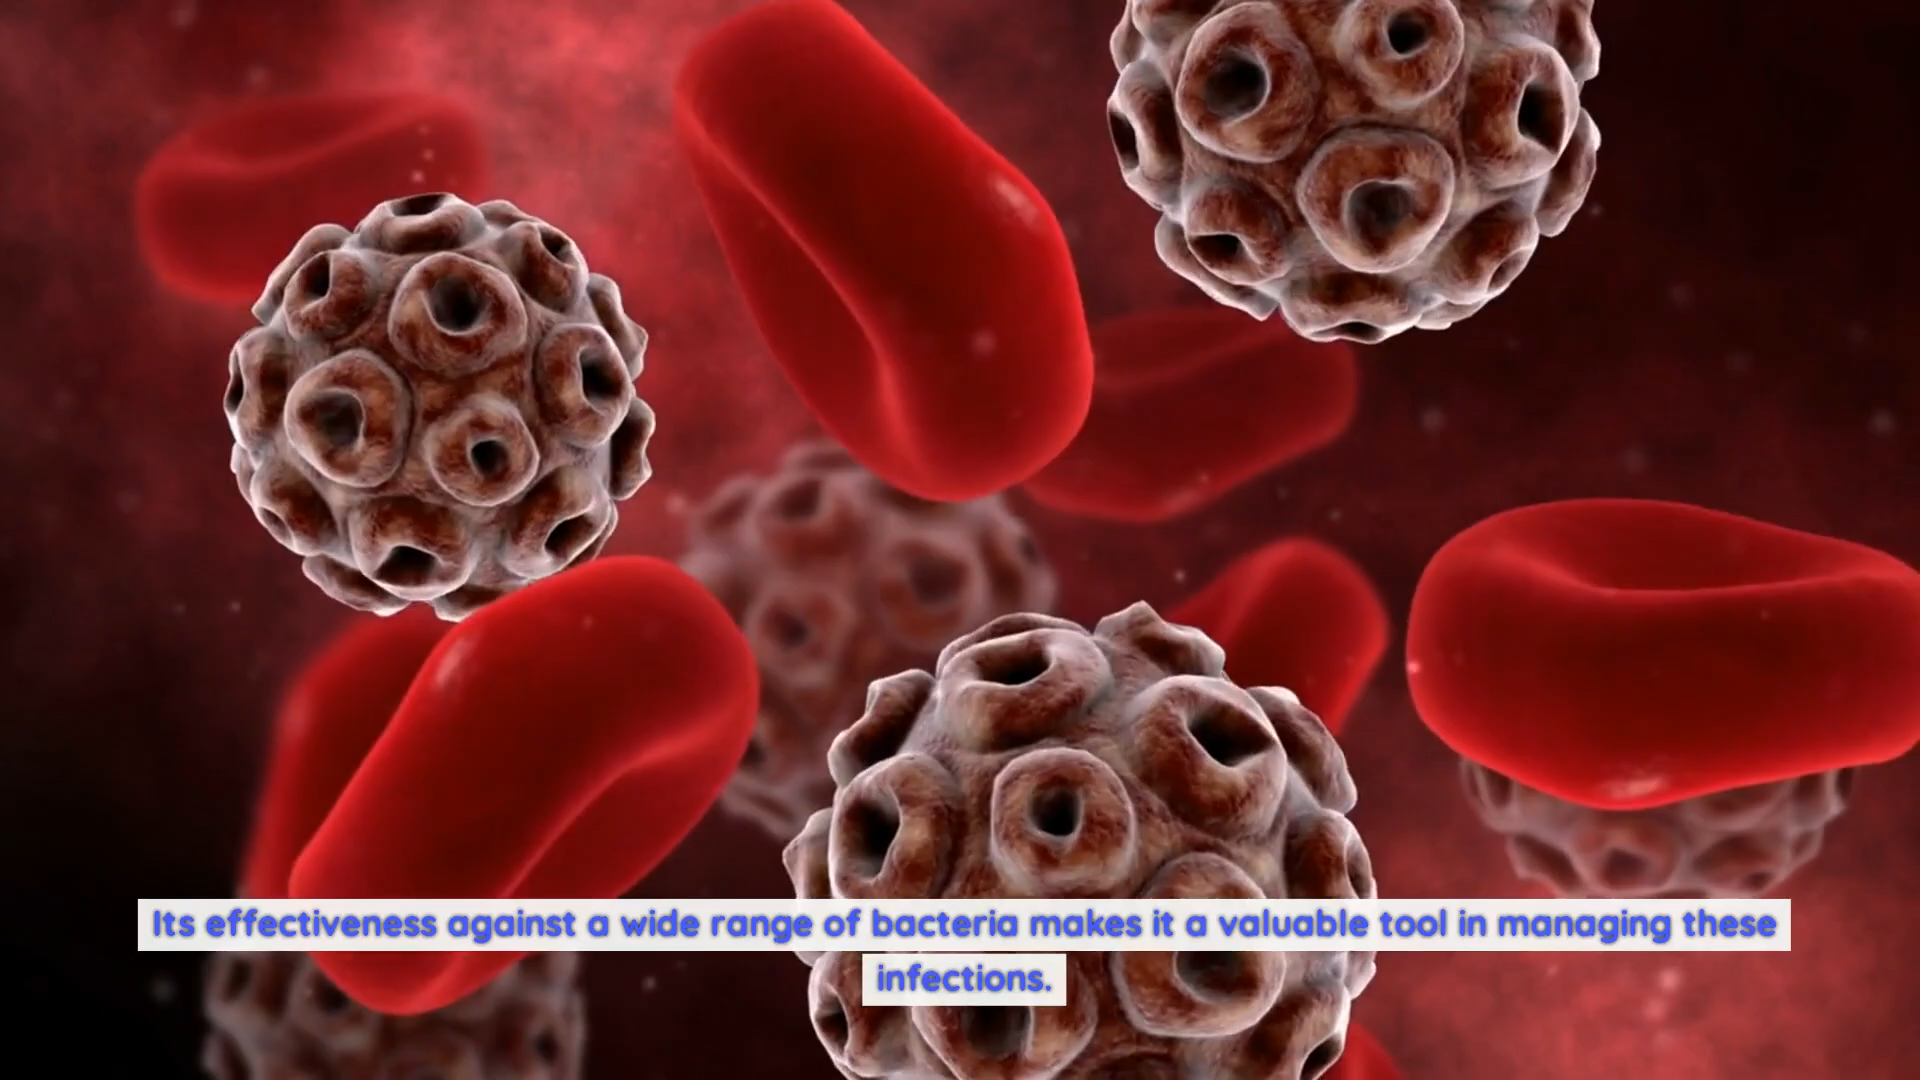 Its effectiveness against a wide range of bacteria makes it a valuable tool in managing these
infections.